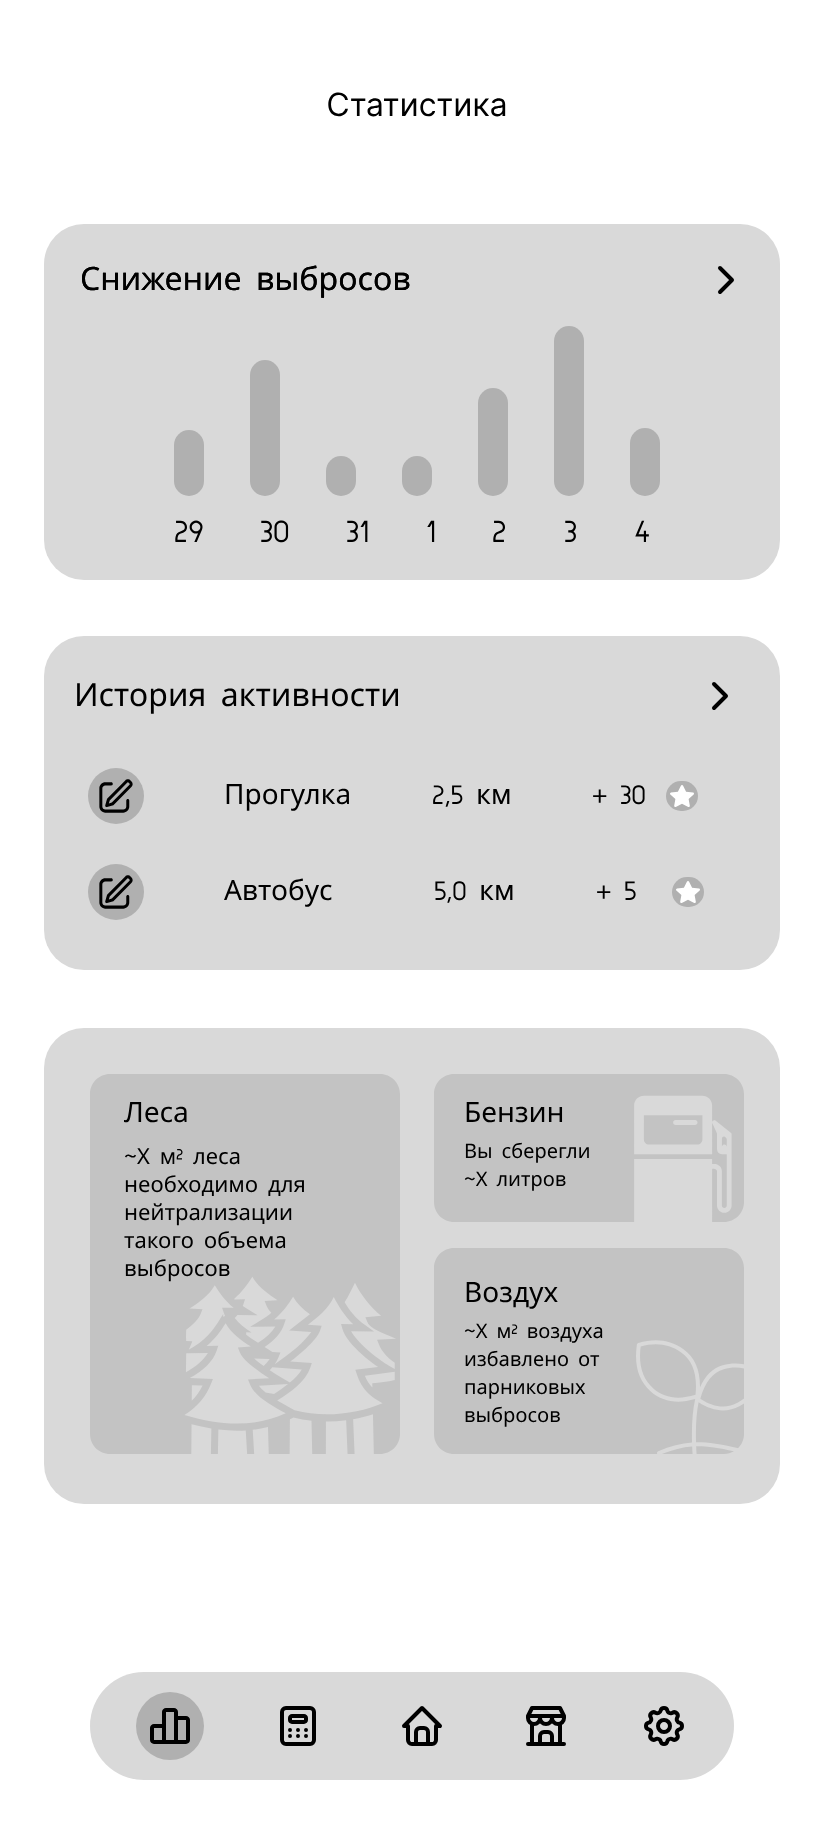 Статистика
Снижение выбросов
29 30 31 1 2 3 4
История активности
Прогулка 2,5 км + 30
Автобус 5,0 км + 5
Леса
~X м² леса
необходимо для
нейтрализации
такого объема
выбросов
Бензин
Вы сберегли
~X литров
Воздух
~X м² воздуха
избавлено от
парниковых
выбросов